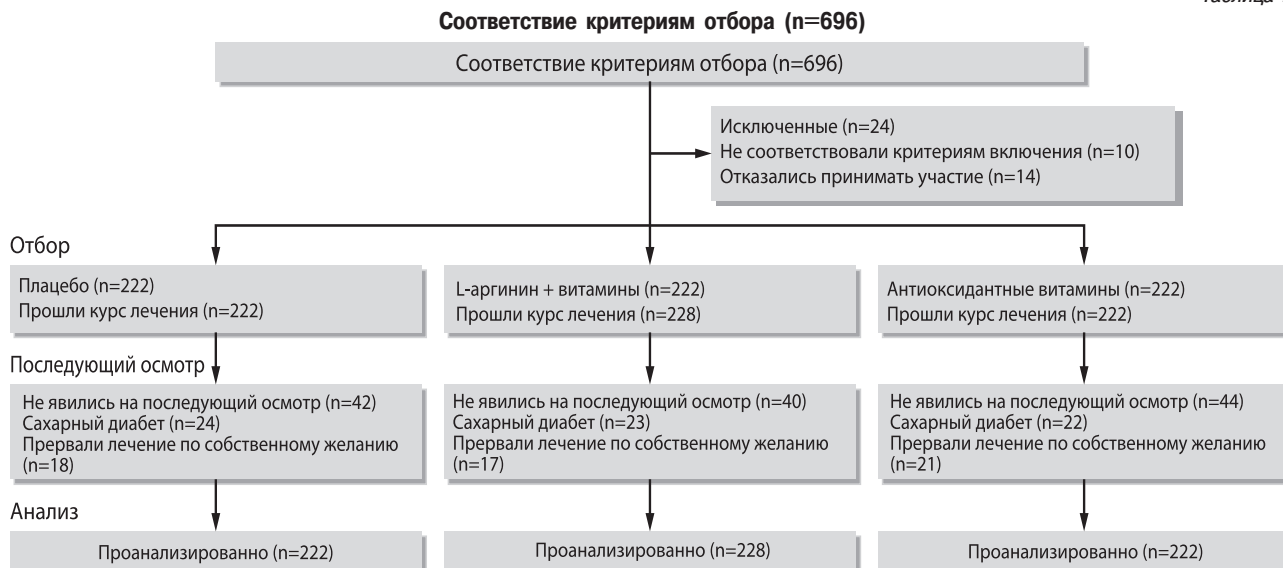 Таблица
Соответствие критериям отбора (n=696)
Соответствие критериям отбора (n=696)
Исключенные (n=24)
Не соответствовали критериям включения (n=10)
Отказались принимать участие (n=14)
Отбор
Плацебо (n=222)
Прошли курс лечения (n=222)
L-аргинин + витамины (n=222)
Прошли курс лечения (n=228)
Антиоксидантные витамины (n=222)
Прошли курс лечения (n=222)
Последующий осмотр
Не явились на последующий осмотр (n=42)
Сахарный диабет (n=24)
Прервали лечение по собственному желанию
(n=18)
Не явились на последующий осмотр (n=40)
Сахарный диабет (n=23)
Прервали лечение по собственному желанию
(n=17)
Не явились на последующий осмотр (n=44)
Сахарный диабет (n=22)
Прервали лечение по собственному желанию
(n=21)
Анализ
Проанализированно (n=222)
Проанализированно (n=228)
Проанализированно (n=222)